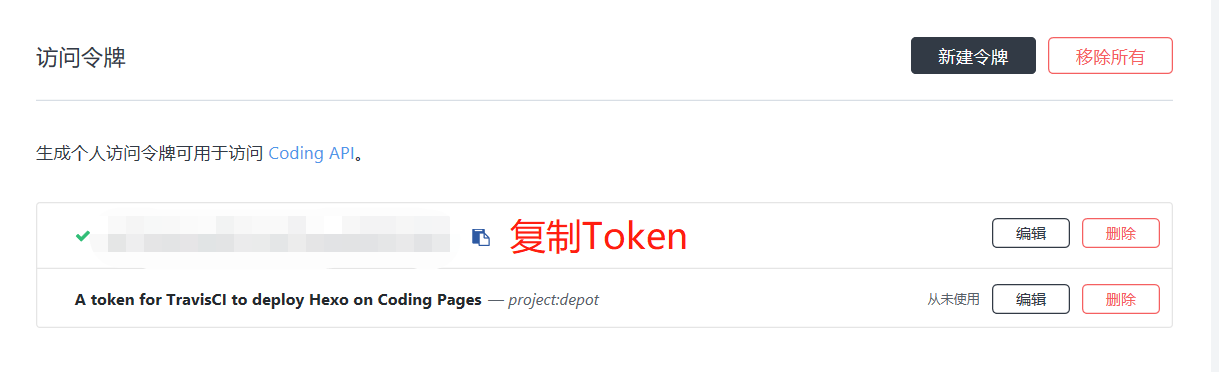 访问令牌 新建令牌 移除所有
生成个人访问令牌可用于访问 Coding API。
复制Token 编辑 删除
A token for TravisCI to deploy Hexo on Coding Pages — project:depot 从未使用 编辑 删除